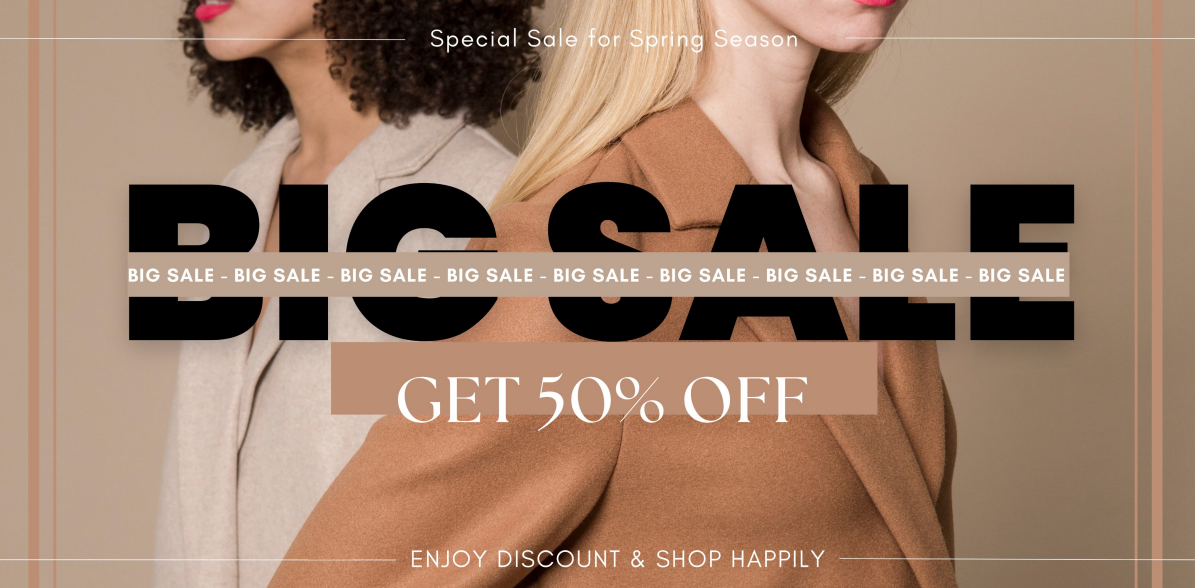 Special Sale for Spring Season
BIG SALE
BIG SALE - BIG SALE - BIG SALE - BIG SALE - BIG SALE - BIG SALE - BIG SALE - BIG SALE - BIG SALE
GET 50% OFF
ENJOY DISCOUNT & SHOP HAPPILY